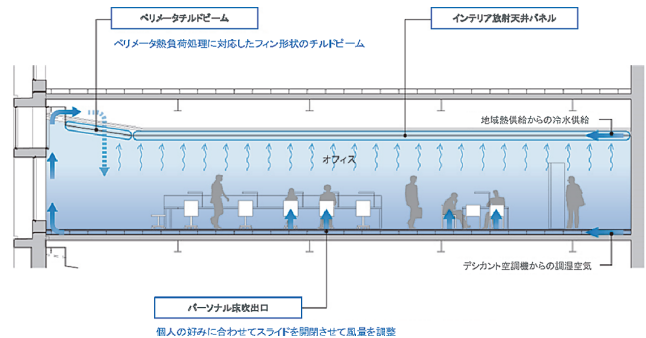 ペリメータチルドビーム
インテリア放射天井パネル
ペリメータ熱負荷処理に対応したフィン形状のチルドビーム
地域熱供給からの冷水供給
オフィス
デシカント空調機からの調湿空気
パーソナル床吹出口
個人の好みに合わせてスライドを開閉させて風量を調整